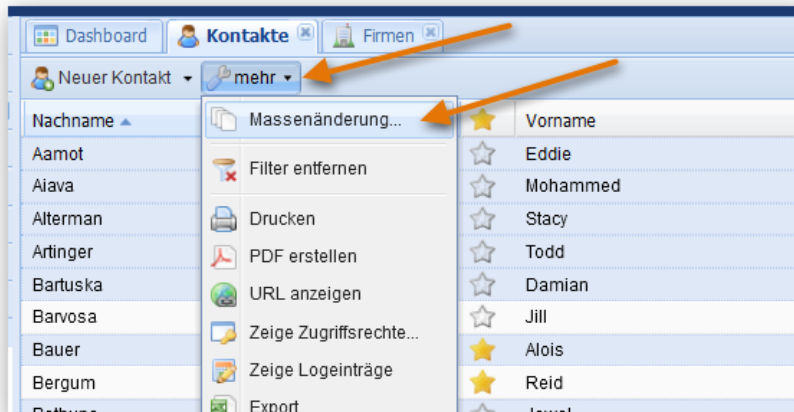 Dashboard Kontakte Firmen
Neuer Kontakt mehr
Nachname Massenänderung... Vorname
Aamot Eddie
Filter entfernen
Aiava Mohammed
Alterman Drucken Stacy
Artinger PDF erstellen Todd
Bartuska URL anzeigen Damian
Barvosa Jill
Zeige Zugriffsrechte...
Bauer Alois
Zeige Logeinträge
Bergum Reid
Export